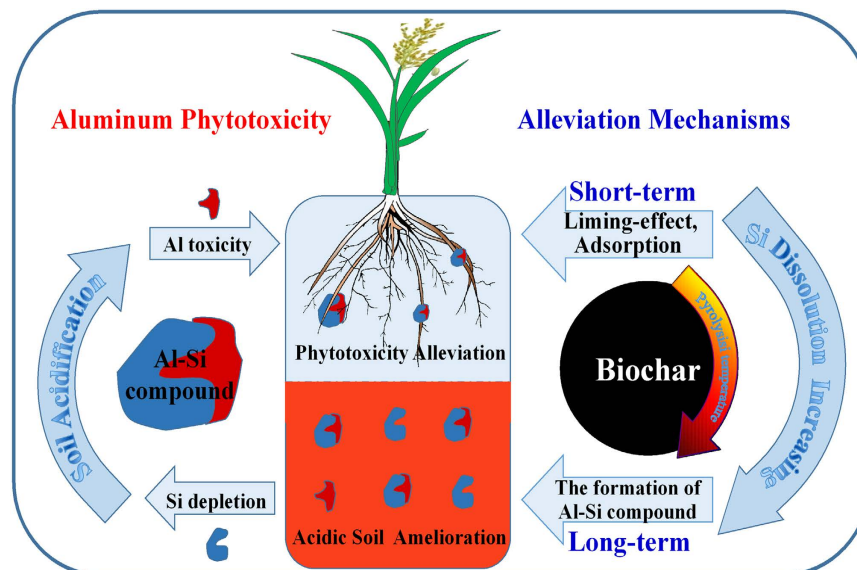 Aluminum Phytotoxicity
Alleviation Mechanisms
Al toxicity
Soil Acidification
Al-Si
compound
Si depletion
Phytotoxicity Alleviation
Acidic Soil Amelioration
Short-term
Liming-effect,
Adsorption
Biochar
Pyrolysisi temperature
Si Dissolution Increasing
The formation of
Al-Si compound
Long-term